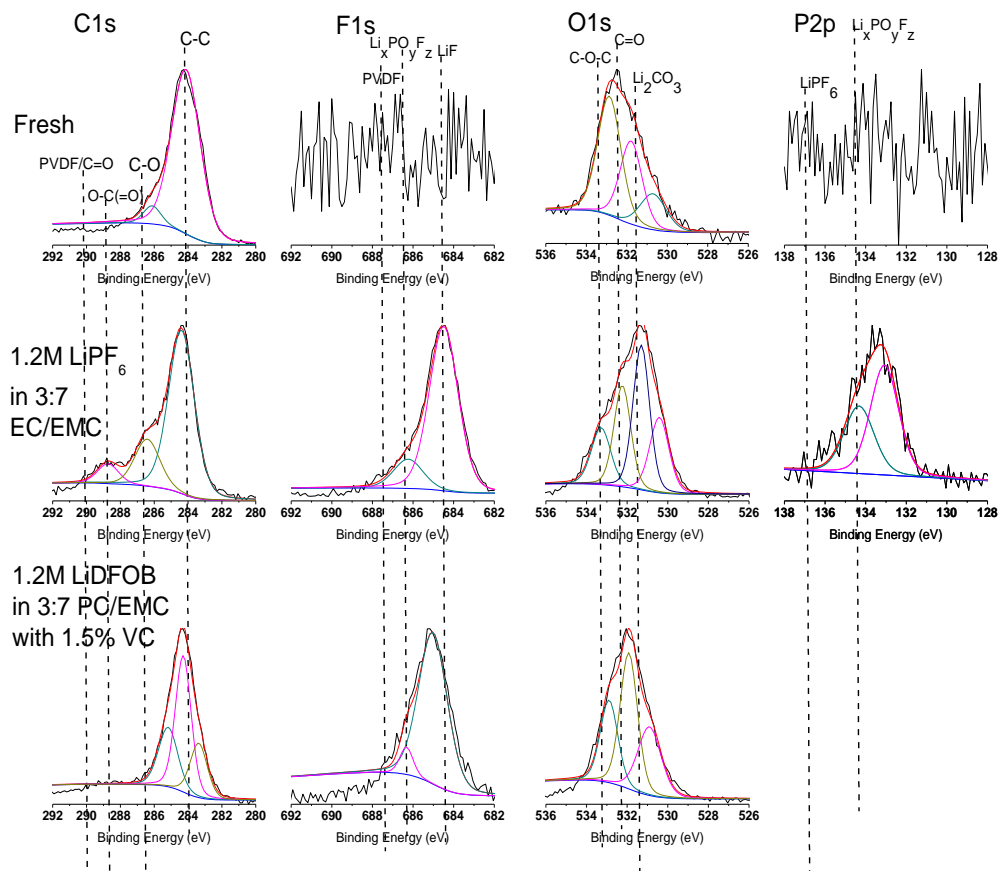 C1s F1s O1s P2p
C-C Li_xPO_yF_z LiF C=O Li_xPO_yF_z
PVDF C-O-C Li_2CO_3 LiPF_6
Fresh
PVDF/C=O C-O
O-C(=O)
292 290 288 286 284 282 280
Binding Energy (eV)
692 690 688 686 684 682
Binding Energy (eV)
536 534 532 530 528 526
Binding Energy (eV)
138 136 134 132 130 128
Binding Energy (eV)
1.2M LiPF_6
in 3:7
EC/EMC
292 290 288 286 284 282 280
Binding Energy (eV)
692 690 688 686 684 682
Binding Energy (eV)
536 534 532 530 528 526
Binding Energy (eV)
138 136 134 132 130 128
Binding Energy (eV)
1.2M LiDFOB
in 3:7 PC/EMC
with 1.5% VC
292 290 288 286 284 282 280
Binding Energy (eV)
692 690 688 686 684 682
Binding Energy (eV)
536 534 532 530 528 526
Binding Energy (eV)